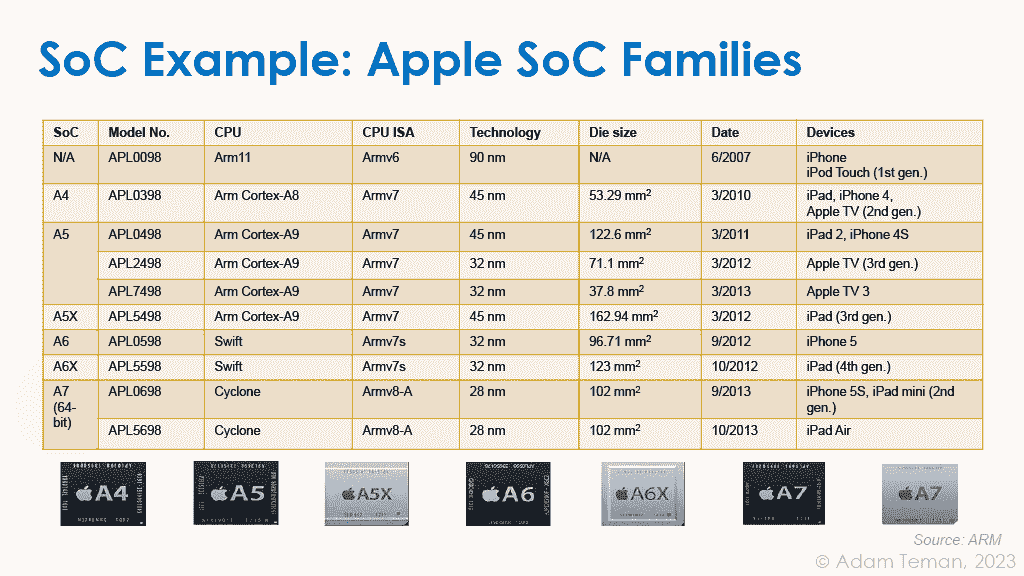 SoC Example: Apple SoC Families
SoC Model No. CPU CPU ISA Technology Die size Date Devices
N/A APL0098 Arm11 Armv6 90 nm N/A 6/2007 iPhone
iPod Touch (1st gen.)
A4 APL0398 Arm Cortex-A8 Armv7 45 nm 53.29 mm² 3/2010 iPad, iPhone 4,
Apple TV (2nd gen.)
A5 APL0498 Arm Cortex-A9 Armv7 45 nm 122.6 mm² 3/2011 iPad 2, iPhone 4S
APL2498 Arm Cortex-A9 Armv7 32 nm 71.1 mm² 3/2012 Apple TV (3rd gen.)
APL7498 Arm Cortex-A9 Armv7 32 nm 37.8 mm² 3/2013 Apple TV 3
A5X APL5498 Arm Cortex-A9 Armv7 45 nm 162.94 mm² 3/2012 iPad (3rd gen.)
A6 APL0598 Swift Armv7s 32 nm 96.71 mm² 9/2012 iPhone 5
A6X APL5598 Swift Armv7s 32 nm 123 mm² 10/2012 iPad (4th gen.)
A7 APL0698 Cyclone Armv8-A 28 nm 102 mm² 9/2013 iPhone 5S, iPad mini (2nd
(64- gen.)
bit)
APL5698 Cyclone Armv8-A 28 nm 102 mm² 10/2013 iPad Air
A4 A5 A5X A6 A6X A7 A7
Source: ARM
© Adam Teman, 2023